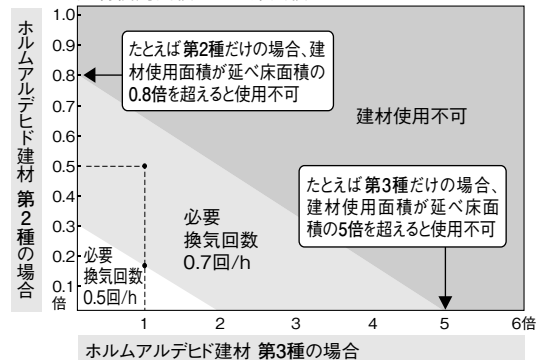 1.0
0.9
0.8
0.7
0.6
0.5
0.4
0.3
0.2
0.1
倍
ホルムアルデヒド建材 第2種の場合
たとえば第2種だけの場合、建
材使用面積が延べ床面積の
0.8倍を超えると使用不可
建材使用不可
たとえば第3種だけの場合、
建材使用面積が延べ床面
積の5倍を超えると使用不可
必要
換気回数
0.7回/h
必要
換気回数
0.5回/h
1 2 3 4 5 6倍
ホルムアルデヒド建材 第3種の場合